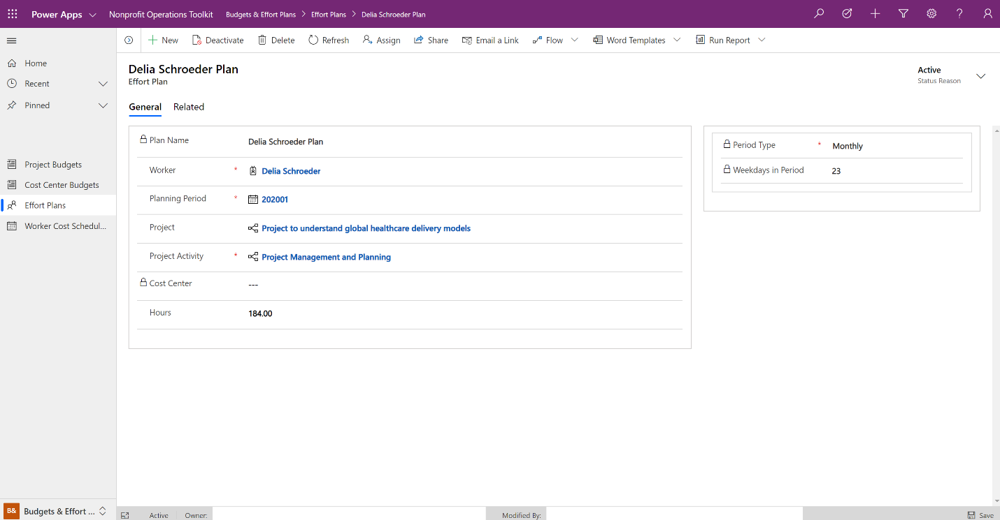 Power Apps Nonprofit Operations Toolkit Budgets & Effort Plans > Effort Plans > Delia Schroeder Plan
New Deactivate Delete Refresh Assign Share Email a Link Flow Word Templates Run Report
Home
Recent
Pinned
Project Budgets
Cost Center Budgets
Effort Plans
Worker Cost Schedul...
B& Budgets & Effort ...
Delia Schroeder Plan
Effort Plan
Active
Status Reason
General Related
Plan Name Delia Schroeder Plan
Worker * Delia Schroeder
Planning Period * 202001
Project Project to understand global healthcare delivery models
Project Activity * Project Management and Planning
Cost Center ---
Hours 184.00
Period Type * Monthly
Weekdays in Period 23
Active Owner: Modified By: Save